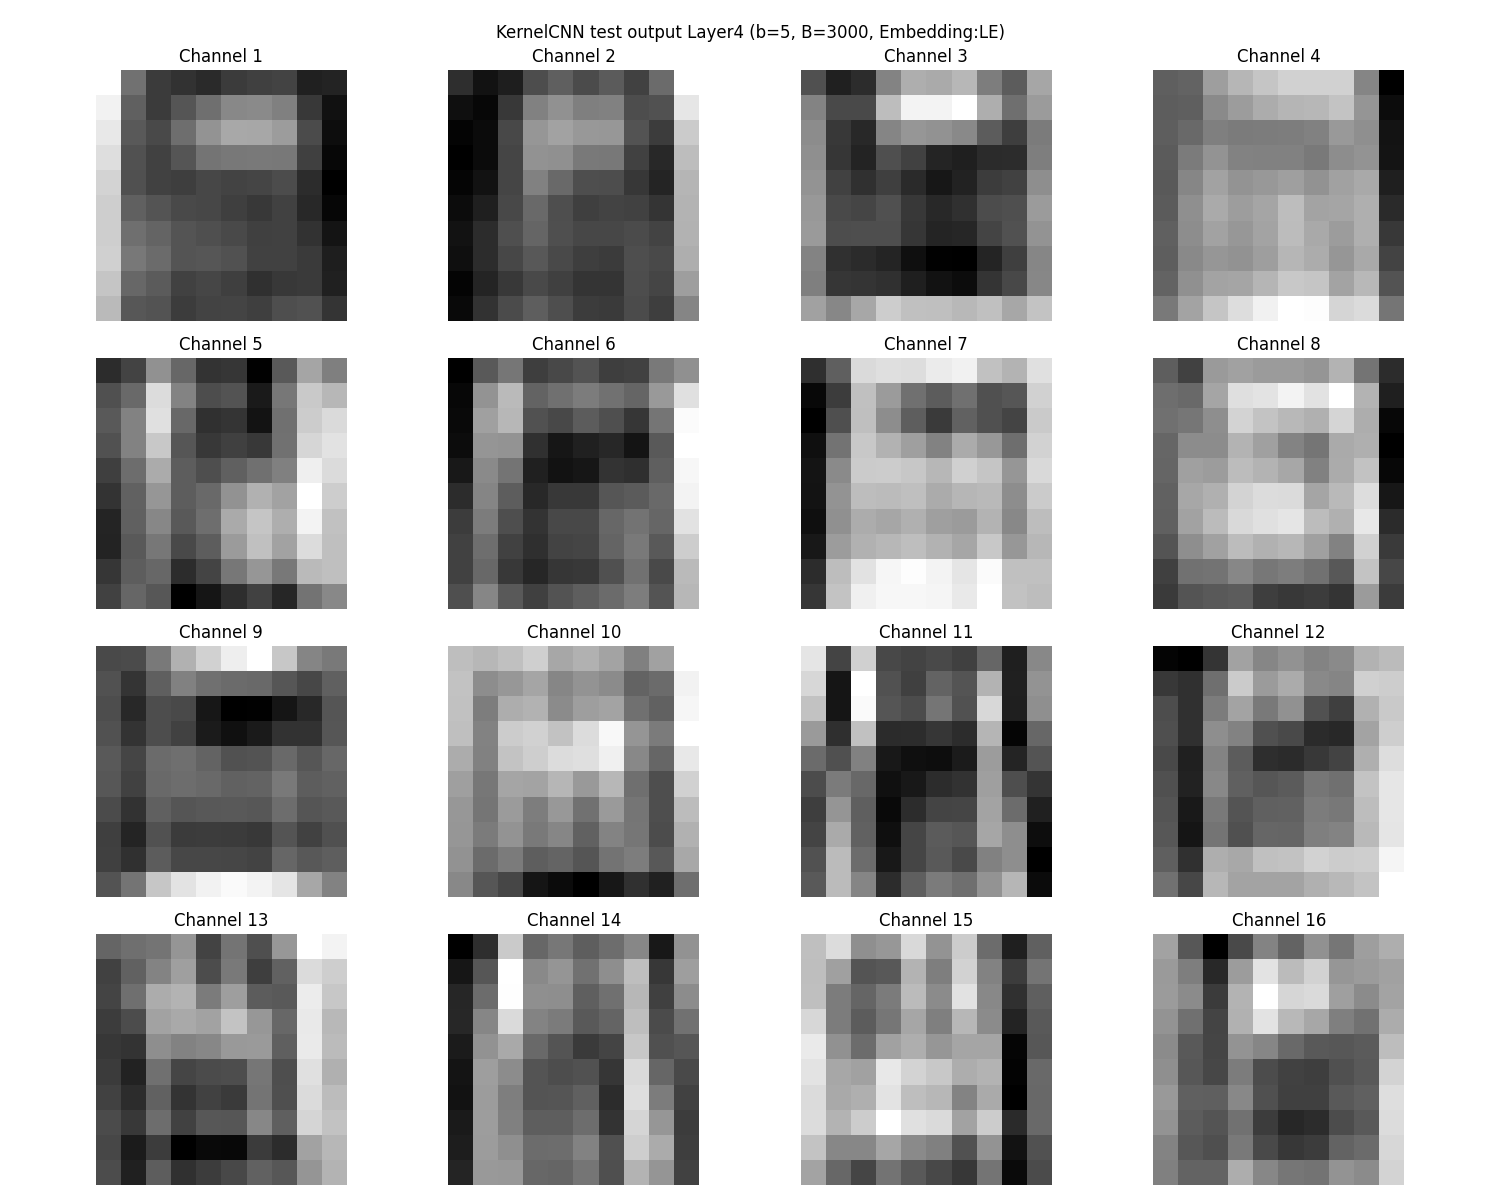 KernelCNN test output Layer4 (b=5, B=3000, Embedding:LE)
Channel 1 Channel 2 Channel 3 Channel 4
Channel 5 Channel 6 Channel 7 Channel 8
Channel 9 Channel 10 Channel 11 Channel 12
Channel 13 Channel 14 Channel 15 Channel 16